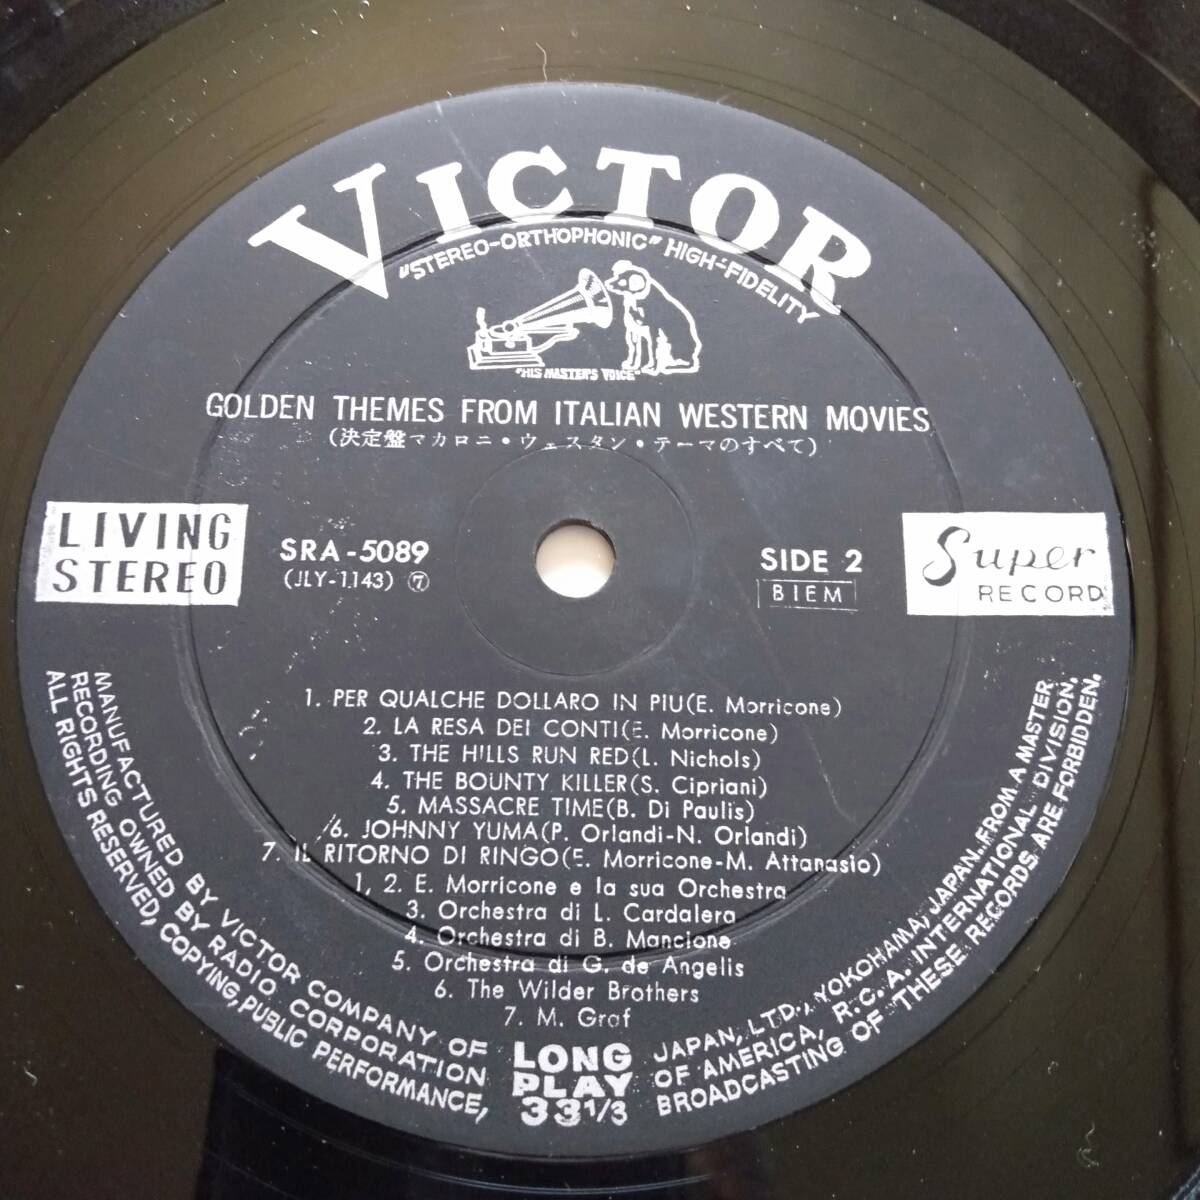 VICTOR
"STEREO-ORTHOPHONIC" HIGH-FIDELITY
"HIS MASTER'S VOICE"
GOLDEN THEMES FROM ITALIAN WESTERN MOVIES
(決定盤マカロニ・ウェスタン・テーマのすべて)
LIVING
STEREO
SRA-5089
(JLY-1143) ⑦
SIDE 2
BIEM
Super
RECORD
1. PER QUALCHE DOLLARO IN PIU(E. Morricone)
2. LA RESA DEI CONTI(E. Morricone)
3. THE HILLS RUN RED(L. Nichols)
4. THE BOUNTY KILLER(S. Cipriani)
5. MASSACRE TIME(B. Di Paulis)
6. JOHNNY YUMA(P. Orlandi-N. Orlandi)
7. IL RITORNO DI RINGO(E. Morricone-M. Attanasio)
1, 2. E. Morricone e la sua Orchestra
3. Orchestra di L. Cardalera
4. Orchestra di B. Mancione
5. Orchestra di G. de Angelis
6. The Wilder Brothers
7. M. Graf
MANUFACTURED BY VICTOR COMPANY OF JAPAN, LTD., YOKOHAMA, JAPAN. FROM A MASTER
RECORDING OWNED BY RADIO CORPORATION OF AMERICA, R.C.A. INTERNATIONAL DIVISION.
ALL RIGHTS RESERVED, COPYING, PUBLIC PERFORMANCE, BROADCASTING OF THESE RECORDS ARE FORBIDDEN.
LONG
PLAY
33 1/3